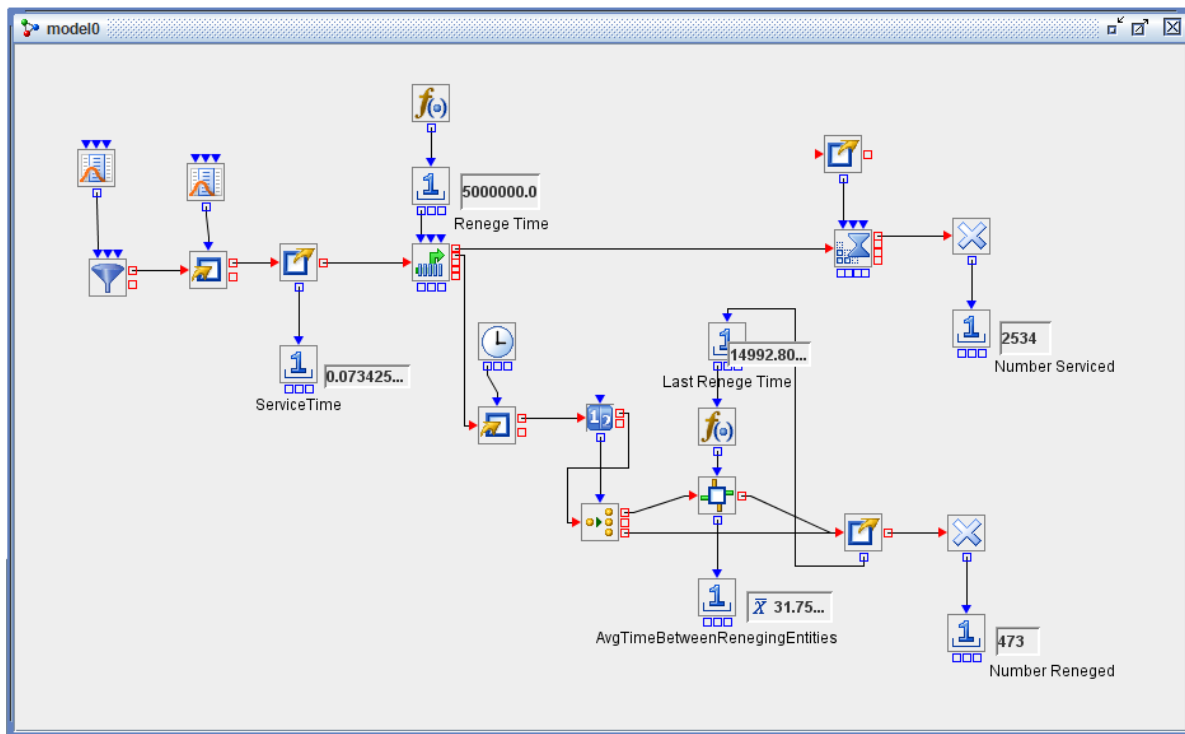 model0
5000000.0
Renege Time
0.073425...
ServiceTime
14992.80...
Last Renege Time
2534
Number Serviced
X̅ 31.75...
AvgTimeBetweenRenegingEntities
473
Number Reneged